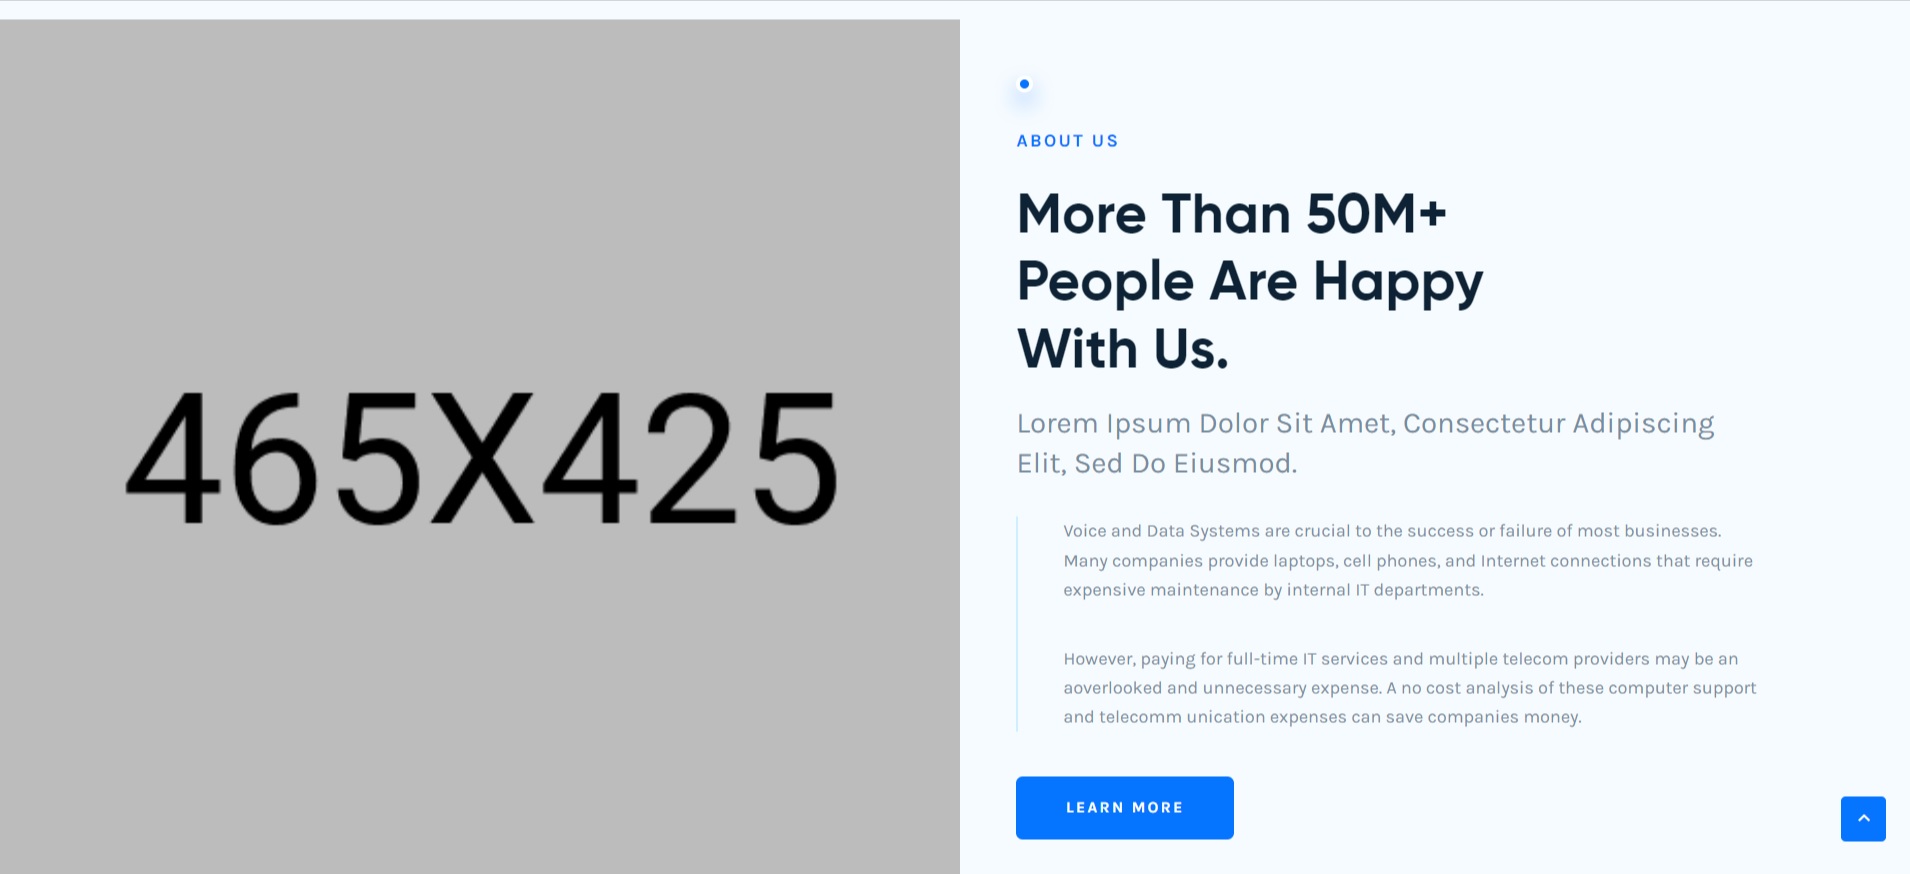 465X425
ABOUT US
More Than 50M+
People Are Happy
With Us.
Lorem Ipsum Dolor Sit Amet, Consectetur Adipiscing
Elit, Sed Do Eiusmod.
Voice and Data Systems are crucial to the success or failure of most businesses.
Many companies provide laptops, cell phones, and Internet connections that require
expensive maintenance by internal IT departments.
However, paying for full-time IT services and multiple telecom providers may be an
aoverlooked and unnecessary expense. A no cost analysis of these computer support
and telecomm unication expenses can save companies money.
LEARN MORE